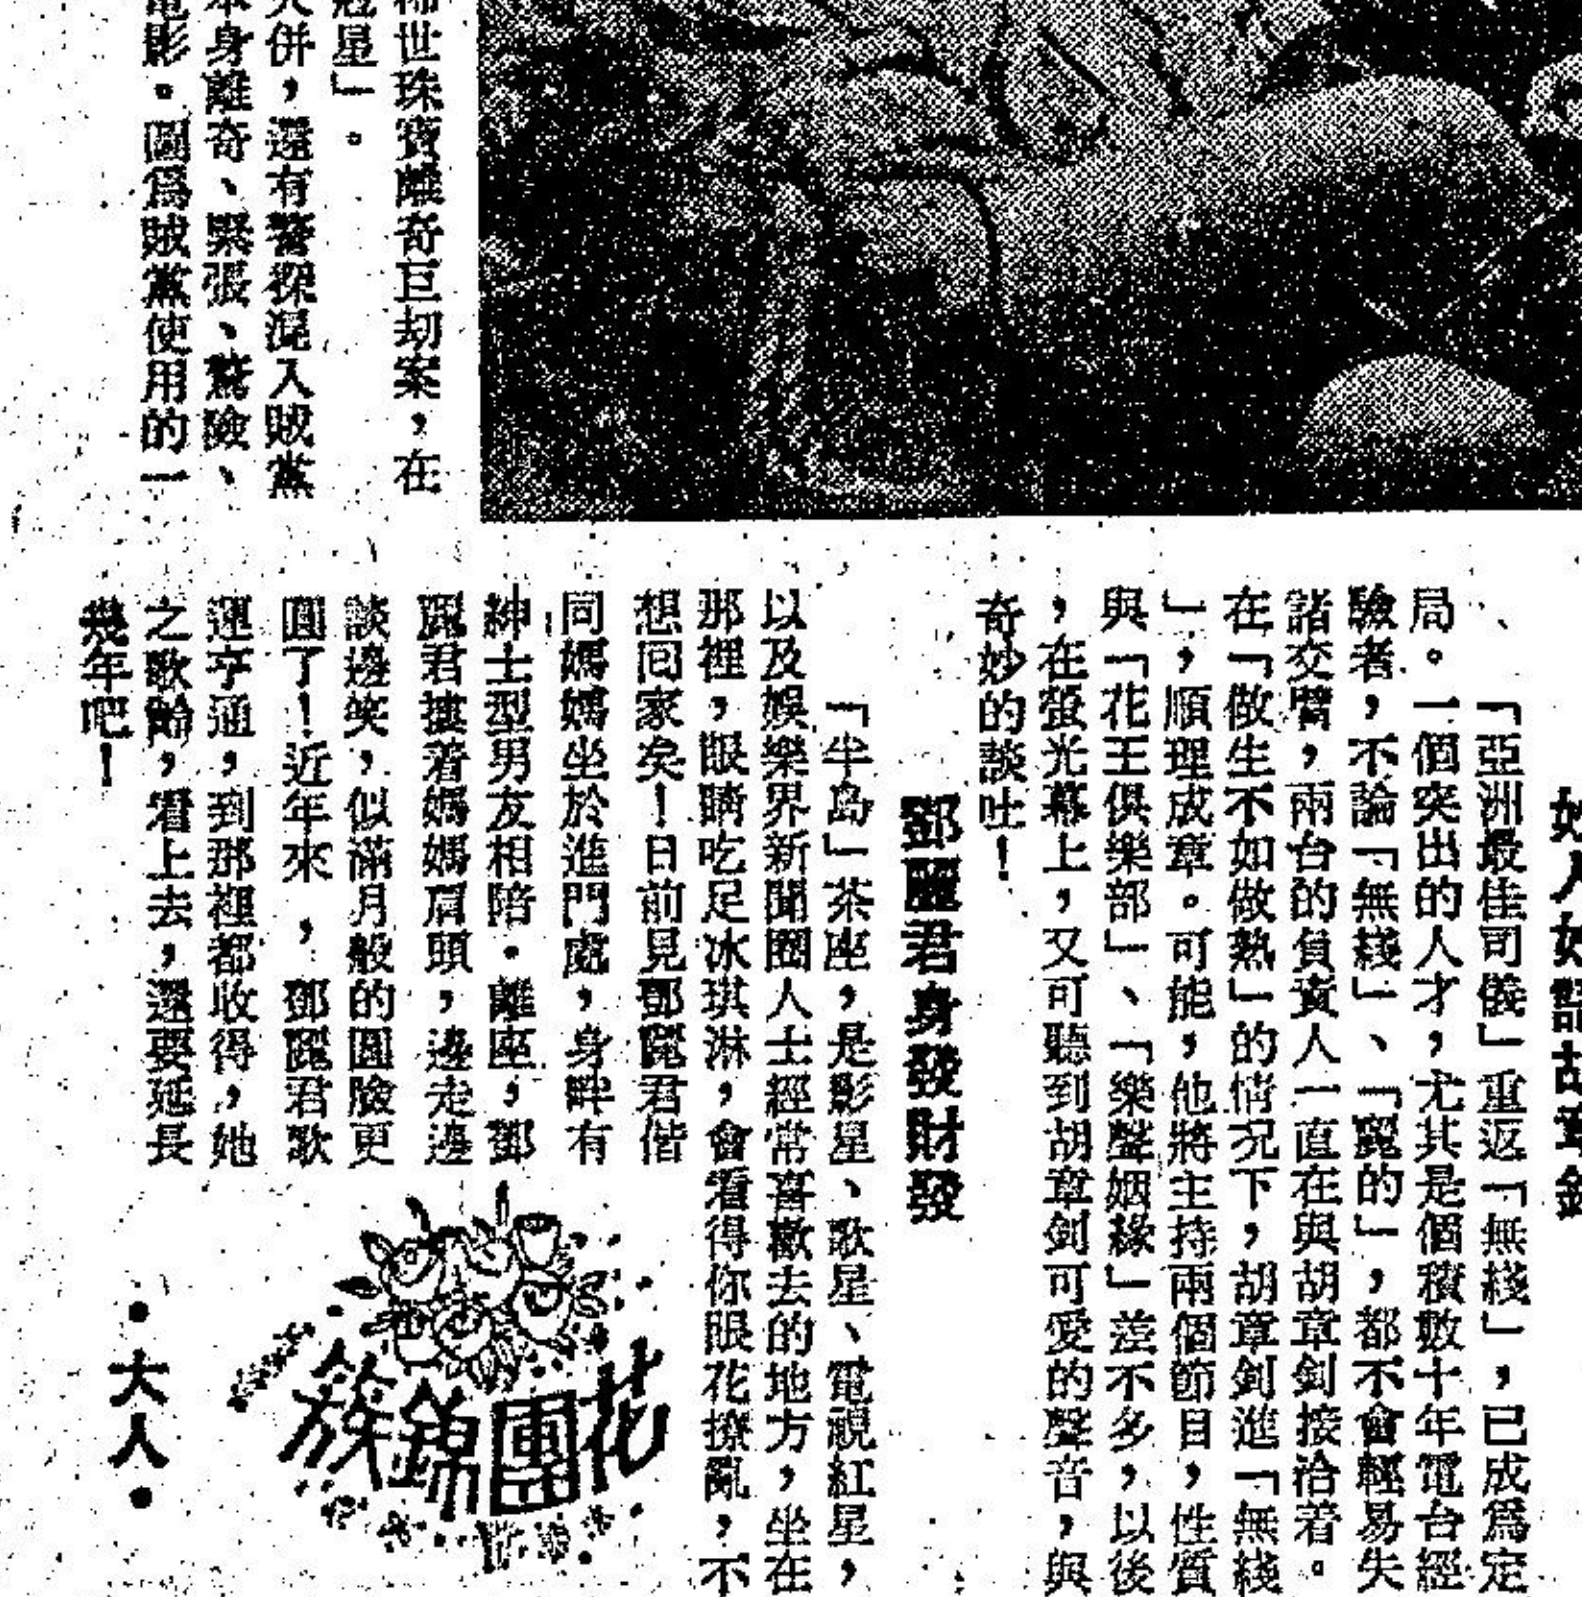 妙人妙語胡章釗
「亞洲最佳司儀」重返「無綫」，已成爲定
局。一個突出的人才，尤其是個積數十年電台經
驗者，不論「無綫」、「麗的」，都不會輕易失
諸交臂，兩台的負責人一直在與胡章釗接洽着。
在「做生不如做熟」的情况下，胡章釗進「無綫
」，順理成章。可能，他將主持兩個節目，性質
與「花王俱樂部」、「樂聲姻緣」差不多，以後
，在螢光幕上，又可聽到胡章釗可愛的聲音，與
奇妙的談吐！
鄧麗君身發財發
「半島」茶座，是影星、歌星、電視紅星，
以及娛樂界新聞圈人士經常喜歡去的地方，坐在
那裡，眼睛吃足冰琪淋，會看得你眼花撩亂，不
想囘家矣！日前見鄧麗君偕
同媽媽坐於進門處，身畔有
紳士型男友相陪。離座，鄧
麗君摟着媽媽肩頭，邊走邊
談邊笑，似滿月般的圓臉更
圓了！近年來，鄧麗君歌
運亨通，到那裡都收得，她
之歌齡，看上去，還要延長
幾年吧！
花團錦簇
•大人•
稀世珠寶離奇巨刧案，在
冠星」。
火併，還有警探混入賊黨
本身離奇、緊張、驚險、
電影。圖爲賊黨使用的一